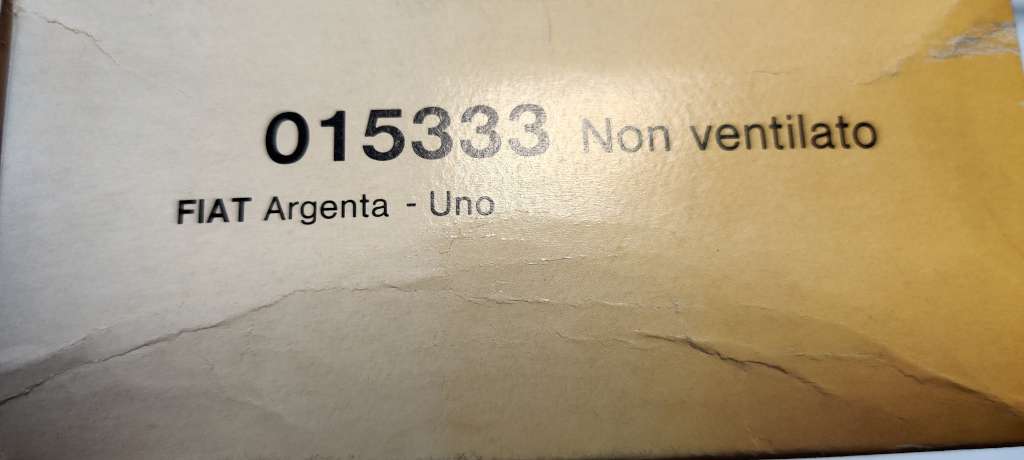 015333 Non ventilato
FIAT Argenta - Uno